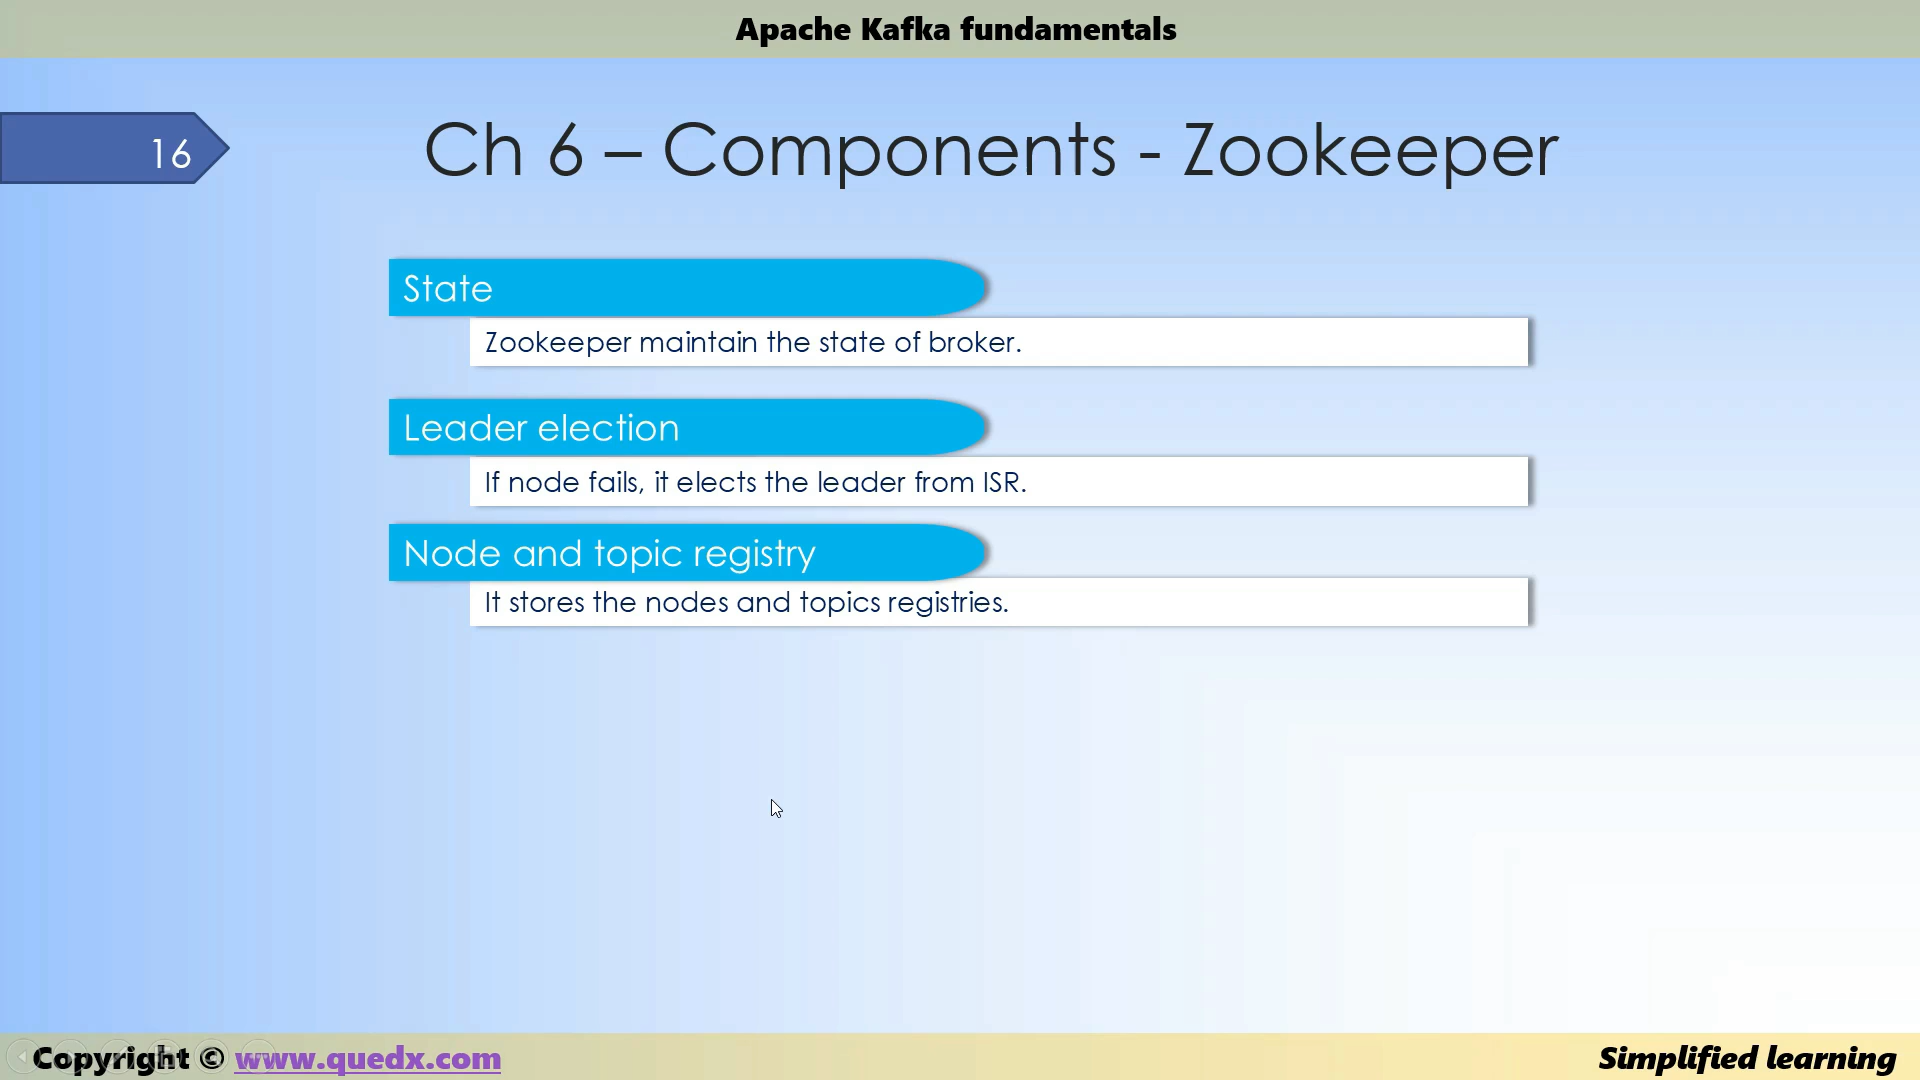 Apache Kafka fundamentals
16
Ch 6 – Components - Zookeeper
State
Zookeeper maintain the state of broker.
Leader election
If node fails, it elects the leader from ISR.
Node and topic registry
It stores the nodes and topics registries.
Copyright © www.quedx.com
Simplified learning